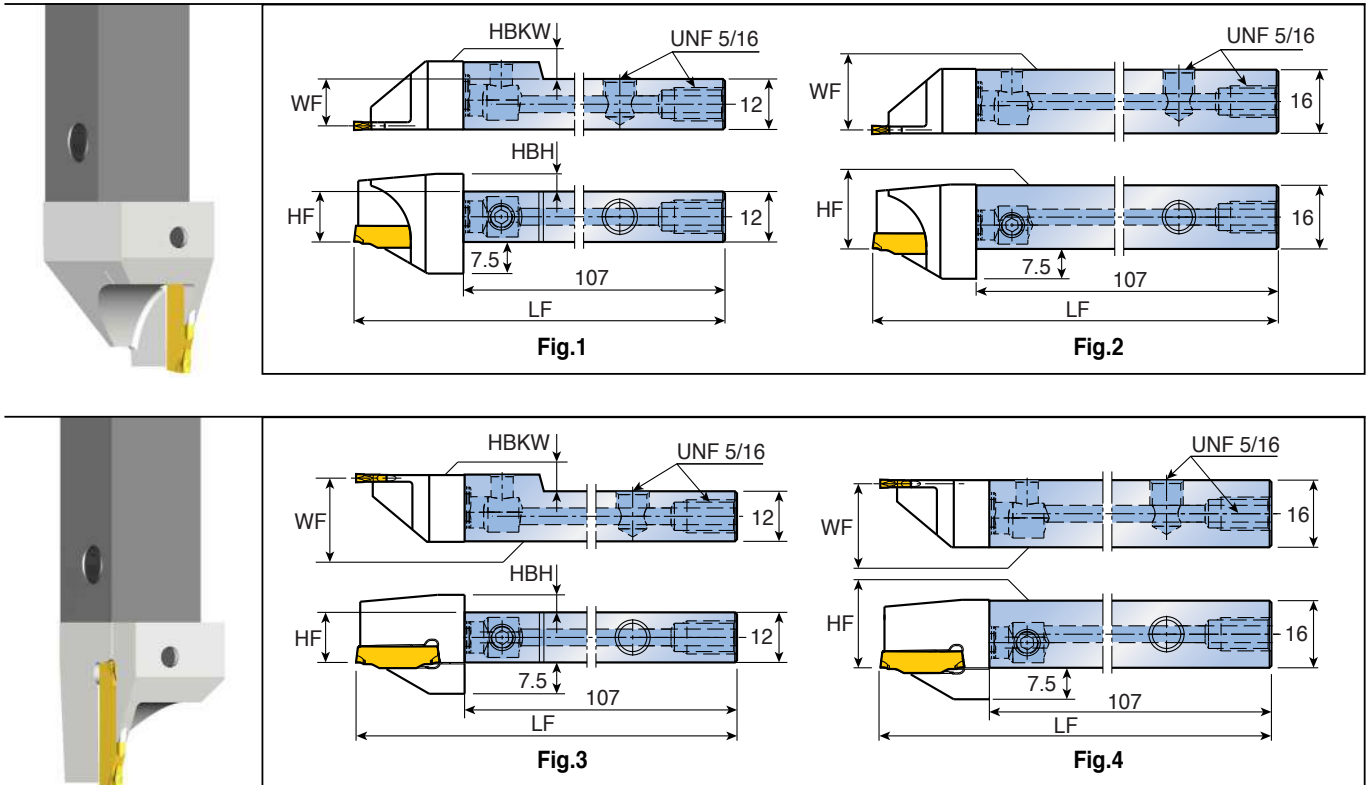 HBKW
UNF 5/16
WF
12
HBH
HF
12
7.5
107
LF
Fig.1
UNF 5/16
WF
16
HF
16
7.5
107
LF
Fig.2
HBKW
UNF 5/16
WF
12
HBH
HF
12
7.5
107
LF
Fig.3
UNF 5/16
WF
16
HF
16
7.5
107
LF
Fig.4